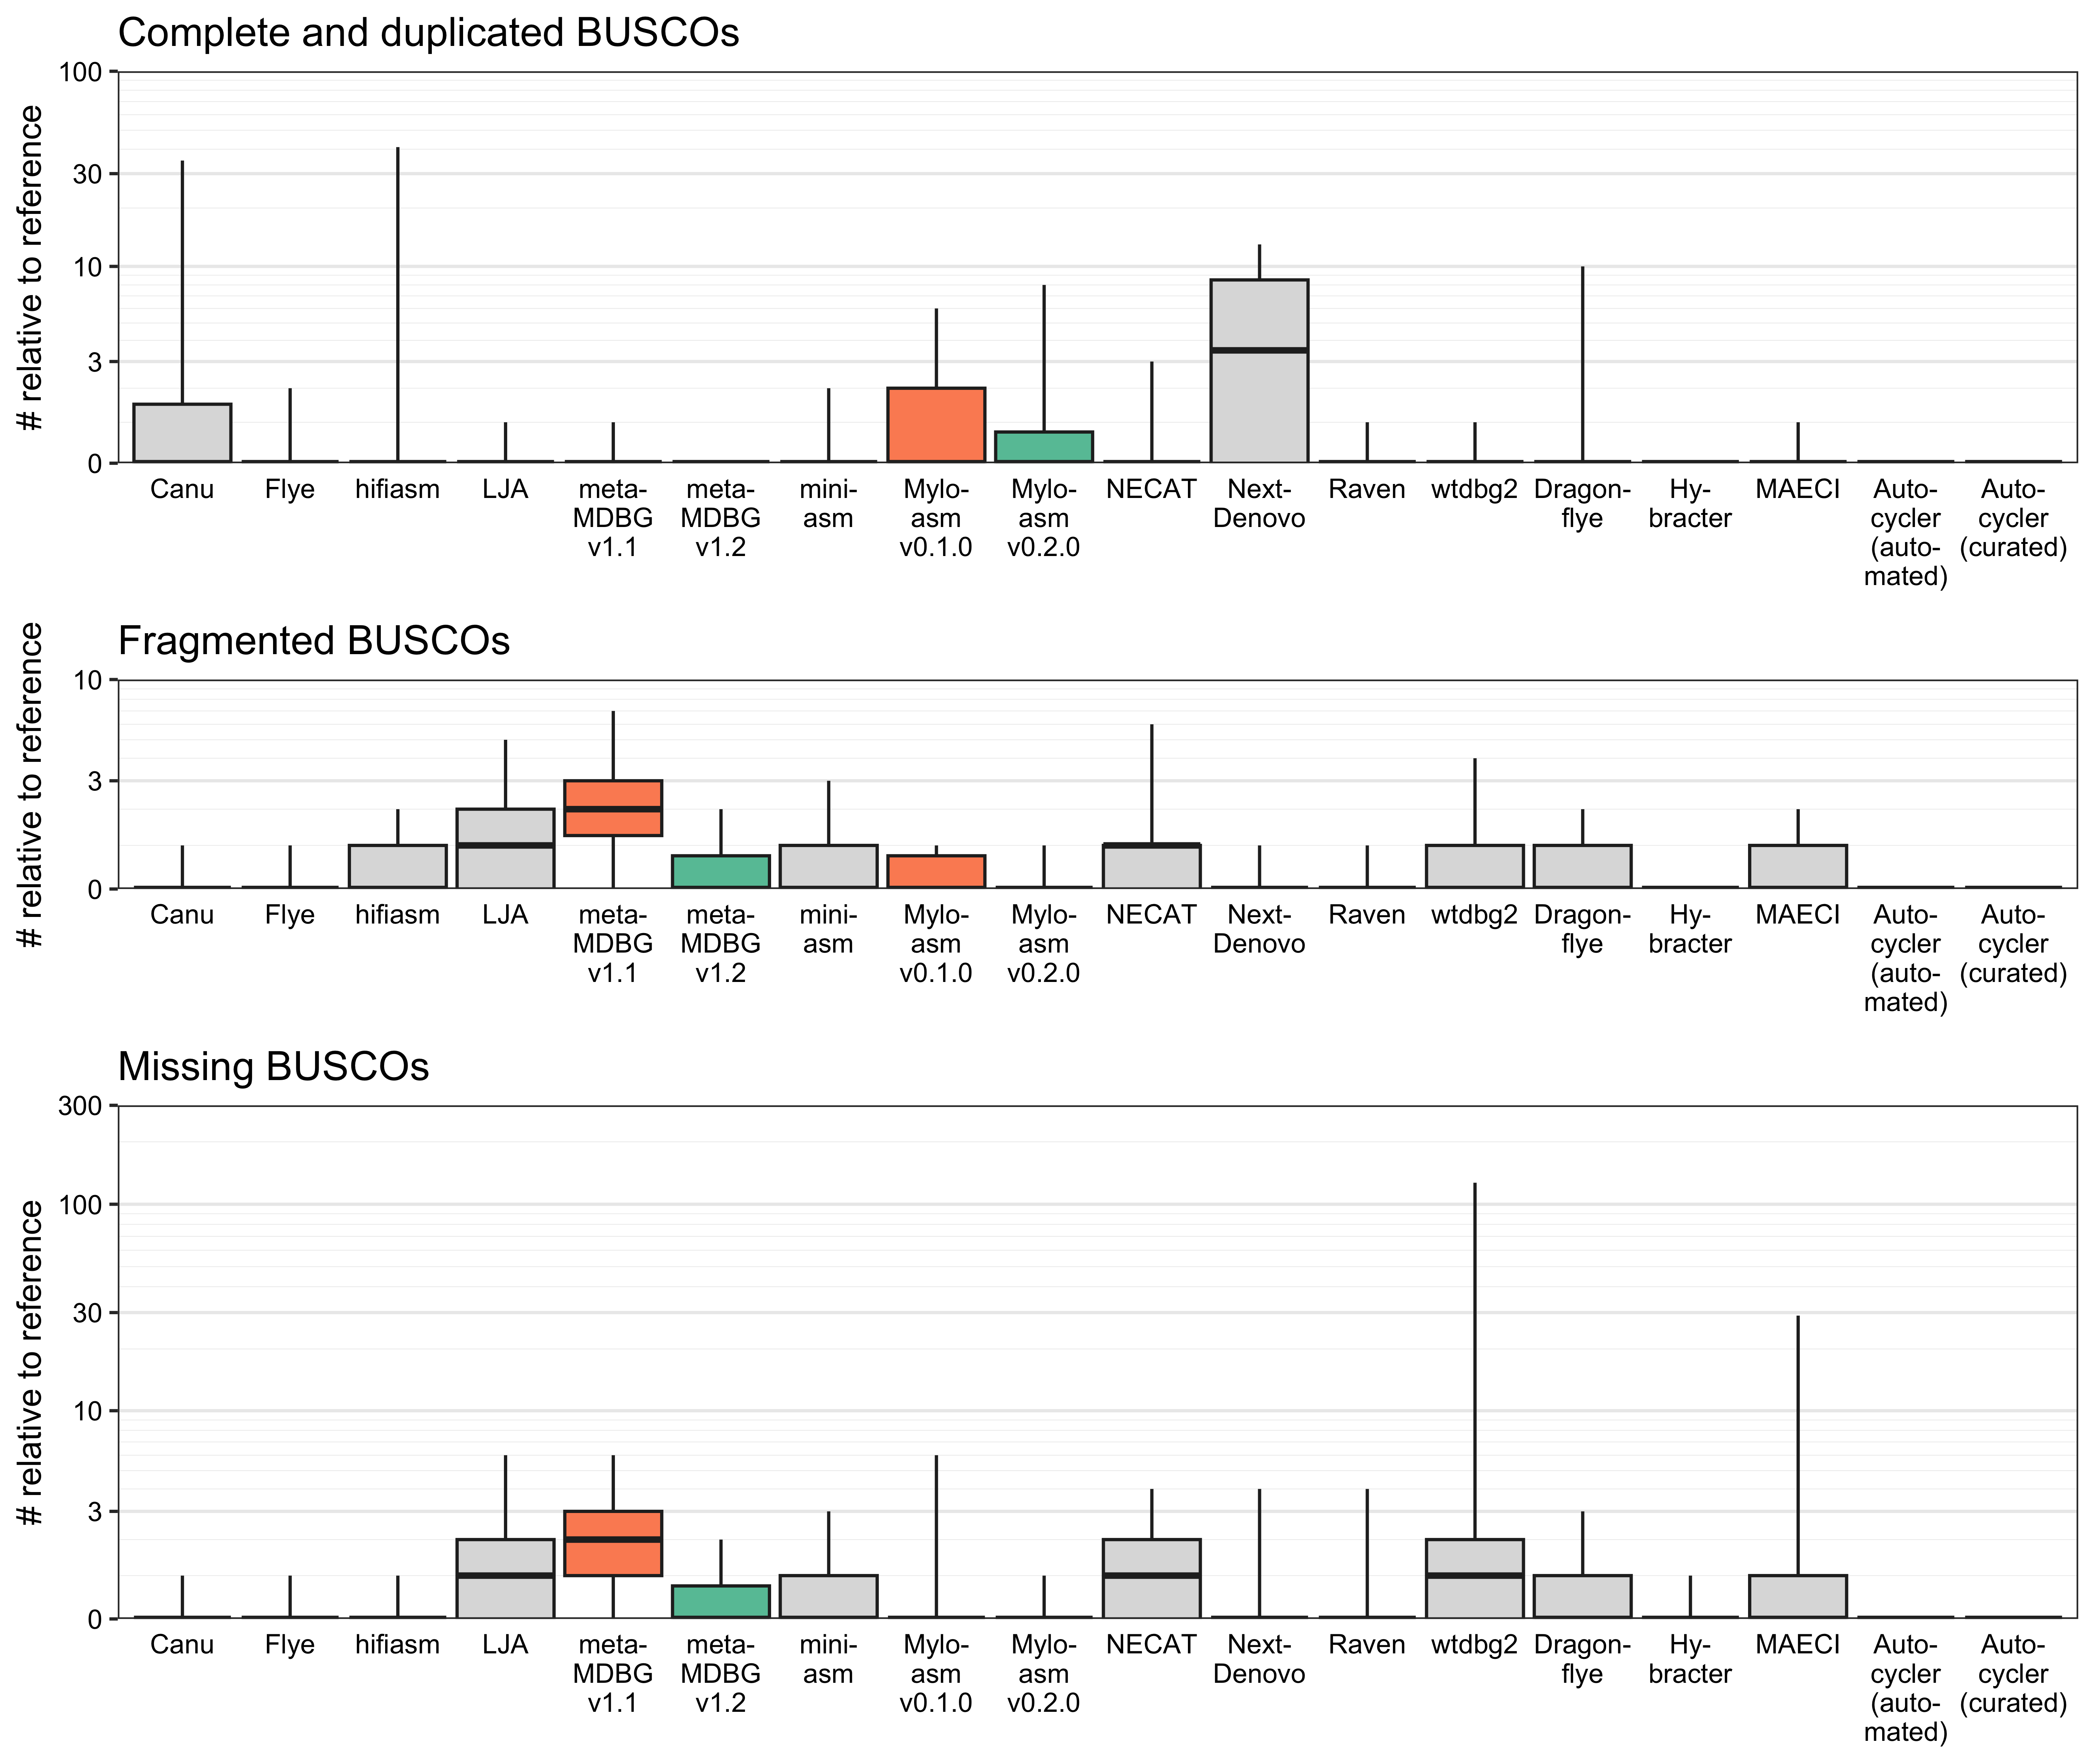 Complete and duplicated BUSCOs
# relative to reference
100
30
10
3
0
Canu Flye hifiasm LJA meta- meta- mini- Mylo- Mylo- NECAT Next- Raven wtdbg2 Dragon- Hy- MAECI Auto- Auto-
MDBG MDBG asm asm asm Denovo flye bracter cycler cycler
v1.1 v1.2 v0.1.0 v0.2.0 (auto- (curated)
mated)
Fragmented BUSCOs
# relative to reference
10
3
0
Canu Flye hifiasm LJA meta- meta- mini- Mylo- Mylo- NECAT Next- Raven wtdbg2 Dragon- Hy- MAECI Auto- Auto-
MDBG MDBG asm asm asm Denovo flye bracter cycler cycler
v1.1 v1.2 v0.1.0 v0.2.0 (auto- (curated)
mated)
Missing BUSCOs
# relative to reference
300
100
30
10
3
0
Canu Flye hifiasm LJA meta- meta- mini- Mylo- Mylo- NECAT Next- Raven wtdbg2 Dragon- Hy- MAECI Auto- Auto-
MDBG MDBG asm asm asm Denovo flye bracter cycler cycler
v1.1 v1.2 v0.1.0 v0.2.0 (auto- (curated)
mated)